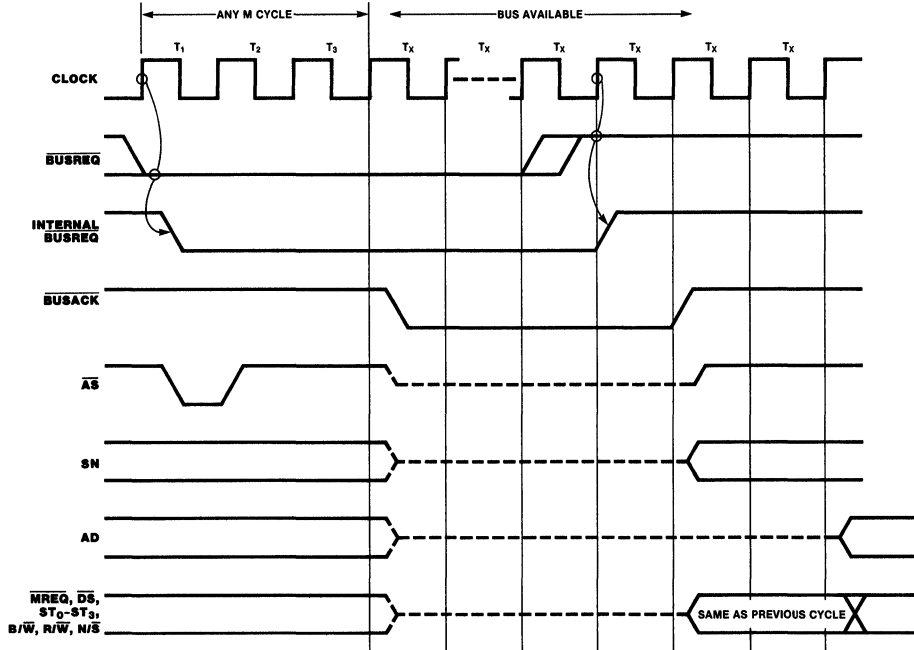 ANY M CYCLE BUS AVAILABLE
T1 T2 T3 TX TX TX TX TX TX
CLOCK
BUSREQ
INTERNAL
BUSREQ
BUSACK
AS
SN
AD
MREQ, DS,
ST0-ST3,
B/W, R/W, N/S
SAME AS PREVIOUS CYCLE